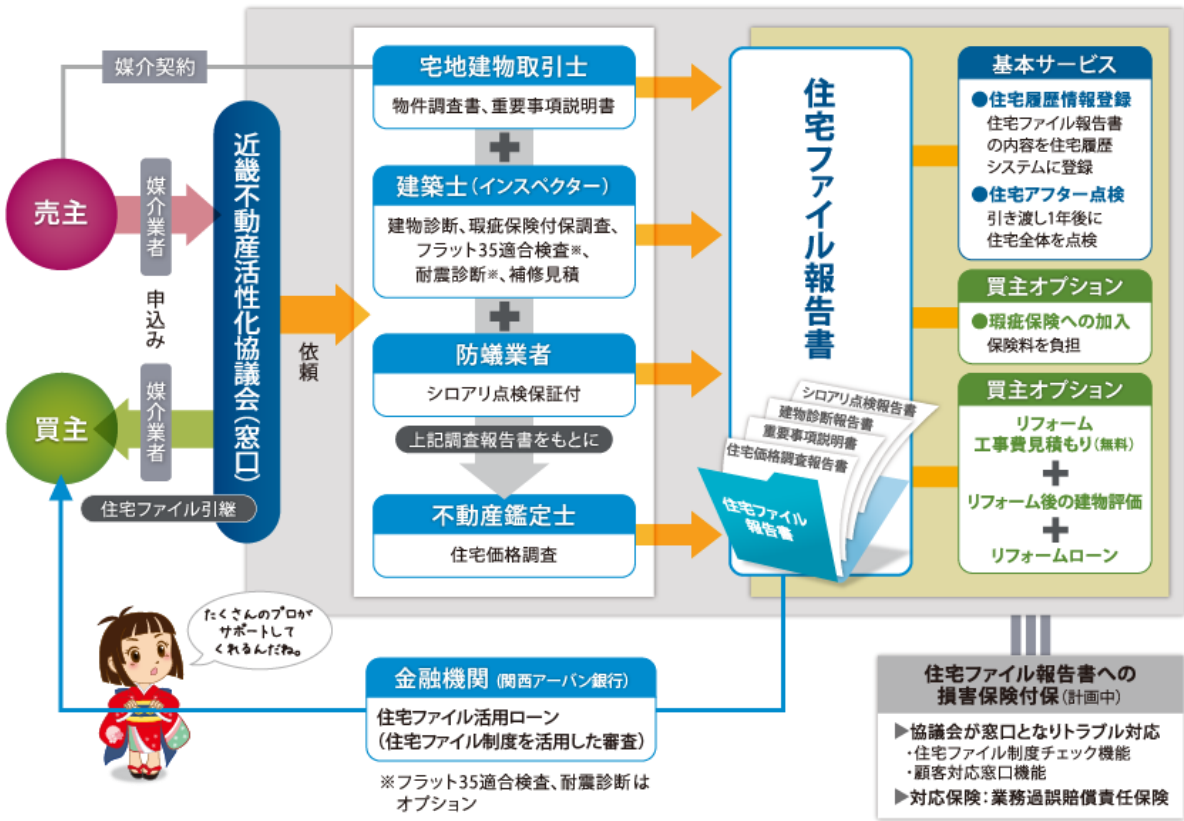 媒介契約
売主
媒介業者
申込み
媒介業者
買主
住宅ファイル引継
近畿不動産活性化協議会(窓口)
依頼
宅地建物取引士
物件調査書、重要事項説明書
建築士(インスペクター)
建物診断、瑕疵保険付保調査、
フラット35適合検査※、
耐震診断※、補修見積
防蟻業者
シロアリ点検保証付
上記調査報告書をもとに
不動産鑑定士
住宅価格調査
住宅ファイル報告書
シロアリ点検報告書
建物診断報告書
重要事項説明書
住宅価格調査報告書
住宅ファイル
報告書
基本サービス
●住宅履歴情報登録
住宅ファイル報告書
の内容を住宅履歴
システムに登録
●住宅アフター点検
引き渡し1年後に
住宅全体を点検
買主オプション
●瑕疵保険への加入
保険料を負担
買主オプション
リフォーム
工事費見積もり(無料)
リフォーム後の建物評価
リフォームローン
たくさんのプロが
サポートして
くれるんだね。
金融機関(関西アーバン銀行)
住宅ファイル活用ローン
(住宅ファイル制度を活用した審査)
※フラット35適合検査、耐震診断は
オプション
住宅ファイル報告書への
損害保険付保(計画中)
▶協議会が窓口となりトラブル対応
・住宅ファイル制度チェック機能
・顧客対応窓口機能
▶対応保険:業務過誤賠償責任保険